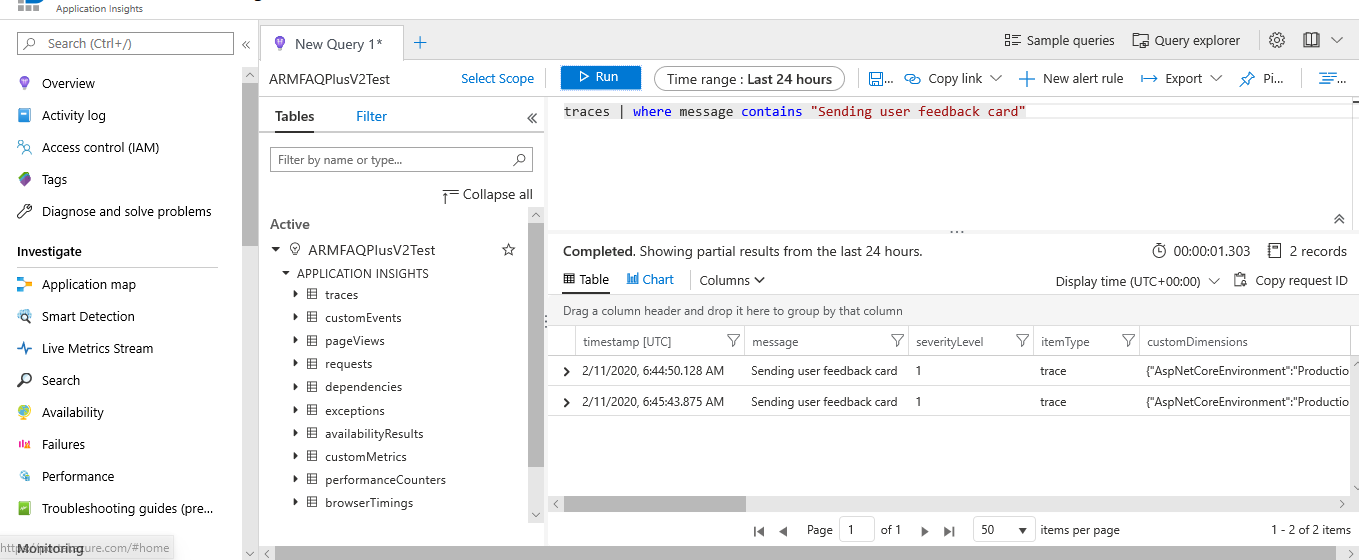 Application Insights
Search (Ctrl+/)
«
Overview
Activity log
Access control (IAM)
Tags
Diagnose and solve problems
Investigate
Application map
Smart Detection
Live Metrics Stream
Search
Availability
Failures
Performance
Troubleshooting guides (pre...
Monitoring
New Query 1*
+
Sample queries
Query explorer
ARMFAQPlusV2Test
Select Scope
Run
Time range : Last 24 hours
...
Copy link
New alert rule
Export
Pi...
...
Tables
Filter
«
Filter by name or type...
Collapse all
Active
ARMFAQPlusV2Test
APPLICATION INSIGHTS
traces
customEvents
pageViews
requests
dependencies
exceptions
availabilityResults
customMetrics
performanceCounters
browserTimings
traces | where message contains "Sending user feedback card"
Completed. Showing partial results from the last 24 hours.
00:00:01.303
2 records
Table
Chart
Columns
Display time (UTC+00:00)
Copy request ID
Drag a column header and drop it here to group by that column
timestamp [UTC] message severityLevel itemType customDimensions
2/11/2020, 6:44:50.128 AM Sending user feedback card 1 trace {"AspNetCoreEnvironment":"Productio
2/11/2020, 6:45:43.875 AM Sending user feedback card 1 trace {"AspNetCoreEnvironment":"Productio
Page 1 of 1
50 items per page
1 - 2 of 2 items